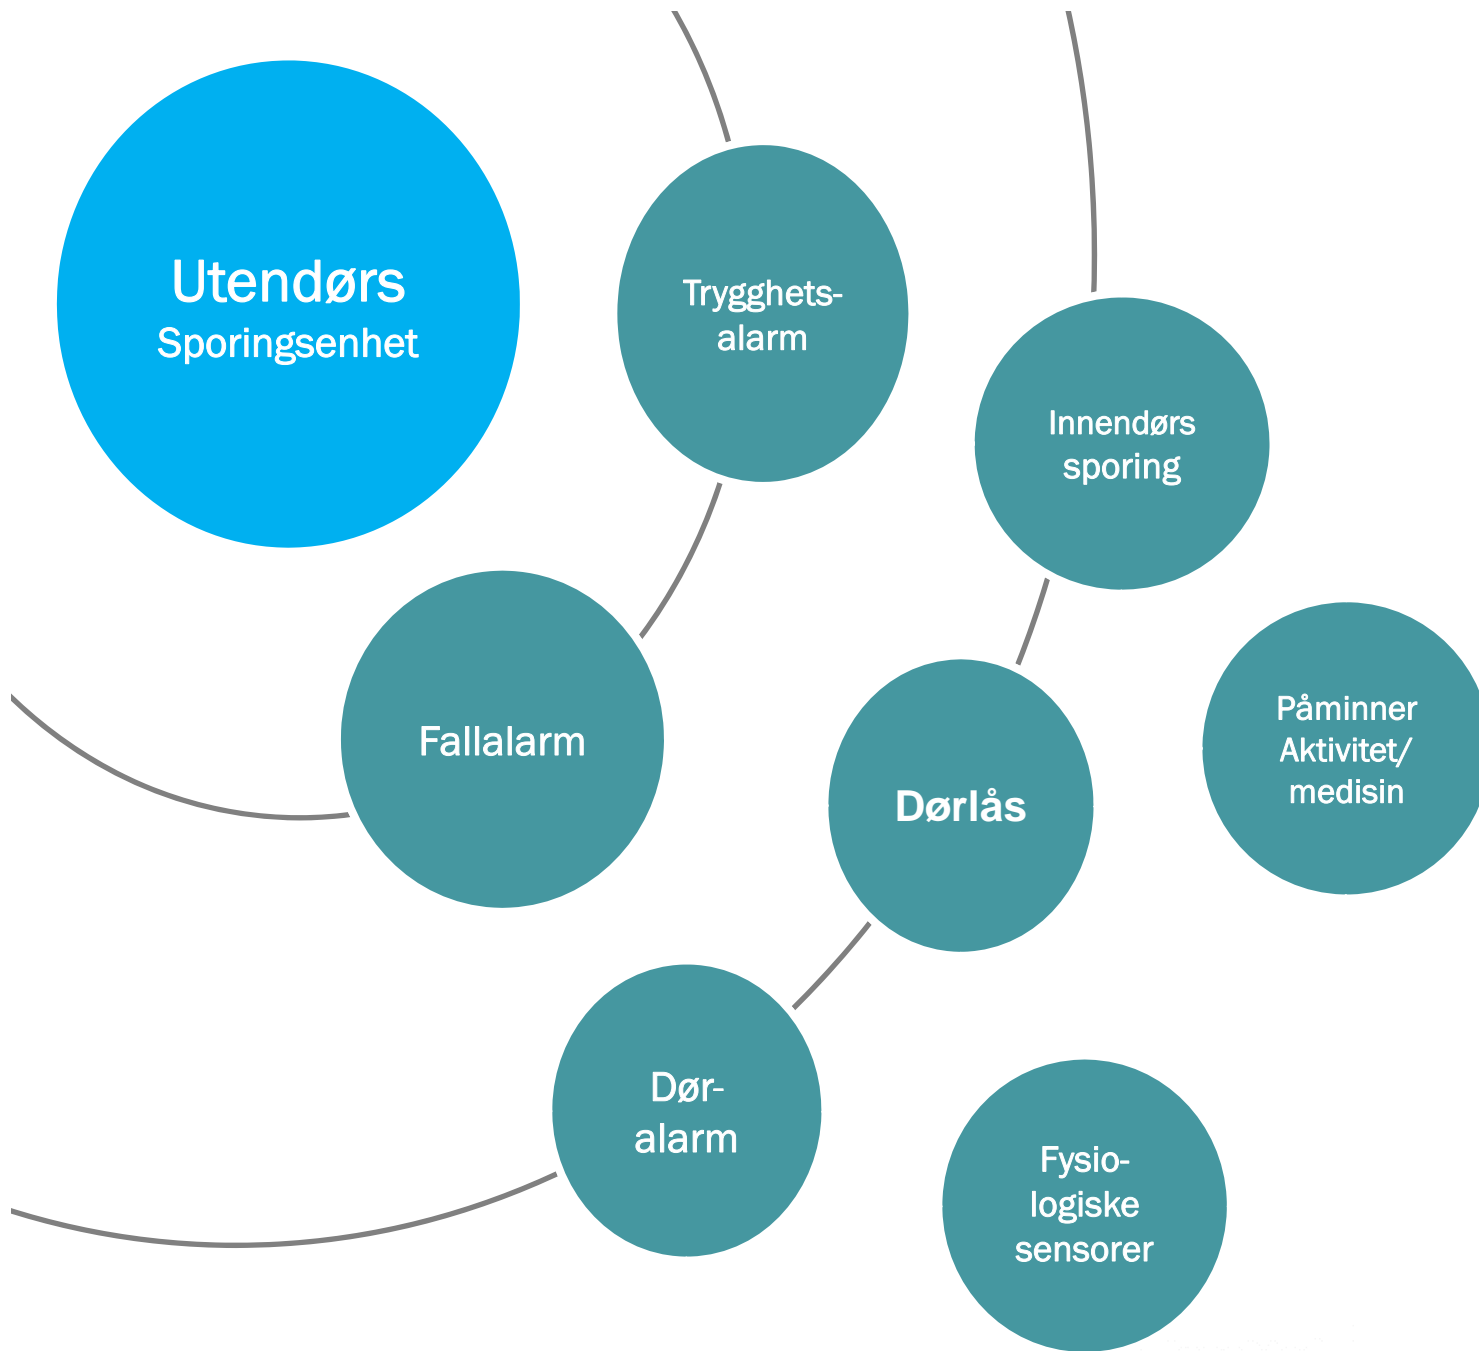 Utendørs
Sporingsenhet
Trygghets-
alarm
Innendørs
sporing
Fallalarm
Påminner
Aktivitet/
medisin
Dørlås
Dør-
alarm
Fysio-
logiske
sensorer